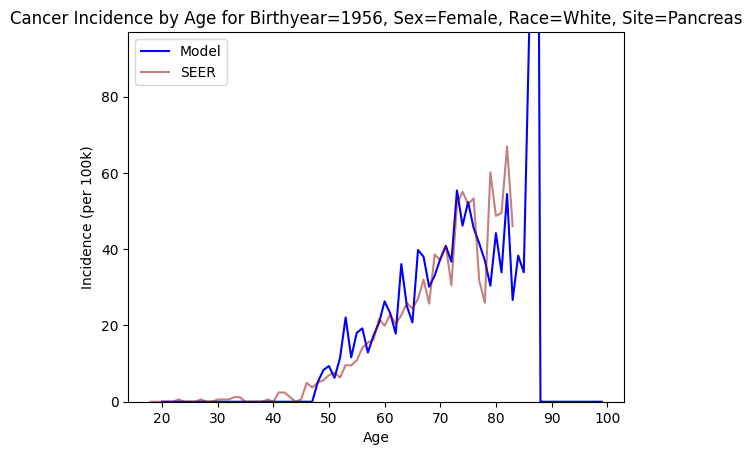 Cancer Incidence by Age for Birthyear=1956, Sex=Female, Race=White, Site=Pancreas
Model
SEER
Incidence (per 100k)
80
60
40
20
0
20 30 40 50 60 70 80 90 100
Age